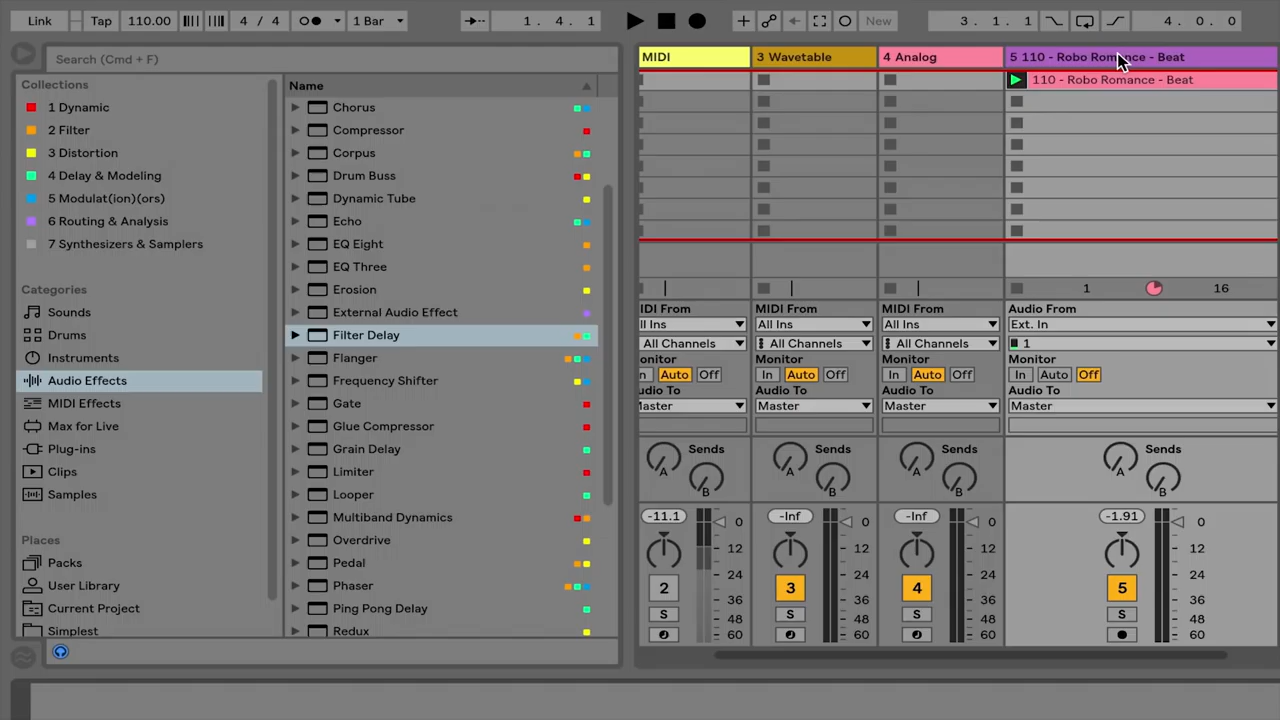 Link Tap 110.00 4 / 4 1 Bar 1. 4. 1 New 3. 1. 1 4. 0. 0
Search (Cmd + F)
Collections
1 Dynamic
2 Filter
3 Distortion
4 Delay & Modeling
5 Modulat(ion)(ors)
6 Routing & Analysis
7 Synthesizers & Samplers
Categories
Sounds
Drums
Instruments
Audio Effects
MIDI Effects
Max for Live
Plug-ins
Clips
Samples
Places
Packs
User Library
Current Project
Simplest
Name
Chorus
Compressor
Corpus
Drum Buss
Dynamic Tube
Echo
EQ Eight
EQ Three
Erosion
External Audio Effect
Filter Delay
Flanger
Frequency Shifter
Gate
Glue Compressor
Grain Delay
Limiter
Looper
Multiband Dynamics
Overdrive
Pedal
Phaser
Ping Pong Delay
Redux
MIDI 3 Wavetable 4 Analog 5 110 - Robo Romance - Beat
110 - Robo Romance - Beat
1 16
IDI From MIDI From MIDI From Audio From
ll Ins All Ins All Ins Ext. In
All Channels All Channels All Channels 1
onitor Monitor Monitor Monitor
n Auto Off In Auto Off In Auto Off In Auto Off
udio To Audio To Audio To Audio To
Master Master Master Master
Sends Sends Sends Sends
A A A A
B B B B
-11.1 0 -Inf 0 -Inf 0 -1.91 0
12 12 12 12
24 24 24 24
2 3 4 5
36 36 36 36
S 48 S 48 S 48 S 48
60 60 60 60